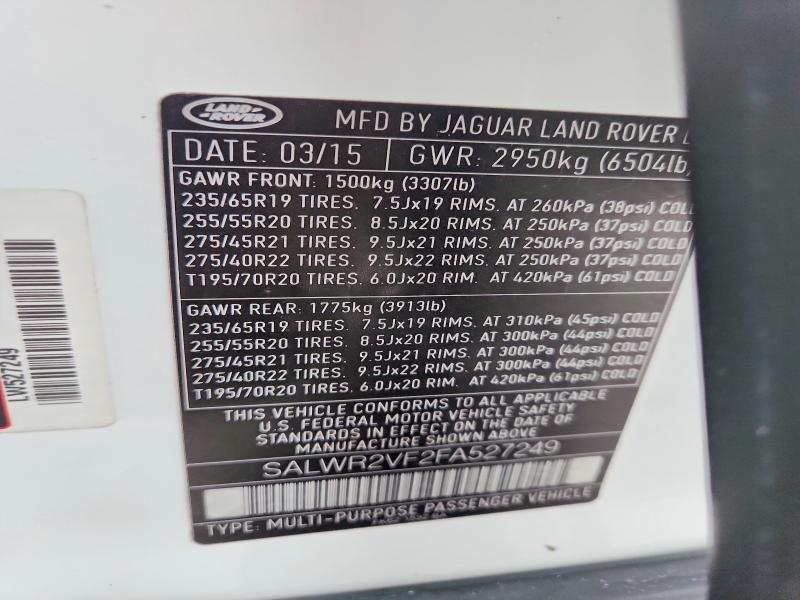 LAND
ROVER
MFD BY JAGUAR LAND ROVER
DATE: 03/15 GWR: 2950kg (6504lb)
GAWR FRONT: 1500kg (3307lb)
235/65R19 TIRES. 7.5Jx19 RIMS. AT 260kPa (38psi) COLD
255/55R20 TIRES. 8.5Jx20 RIMS. AT 250kPa (37psi) COLD
275/45R21 TIRES. 9.5Jx21 RIMS. AT 250kPa (37psi) COLD
275/40R22 TIRES. 9.5Jx22 RIMS. AT 250kPa (37psi) COLD
T195/70R20 TIRES. 6.0Jx20 RIM. AT 420kPa (61psi) COLD
GAWR REAR: 1775kg (3913lb)
235/65R19 TIRES. 7.5Jx19 RIMS. AT 310kPa (45psi) COLD
255/55R20 TIRES. 8.5Jx20 RIMS. AT 300kPa (44psi) COLD
275/45R21 TIRES. 9.5Jx21 RIMS. AT 300kPa (44psi) COLD
275/40R22 TIRES. 9.5Jx22 RIMS. AT 300kPa (44psi) COLD
T195/70R20 TIRES. 6.0Jx20 RIM. AT 420kPa (61psi) COLD
THIS VEHICLE CONFORMS TO ALL APPLICABLE
U.S. FEDERAL MOTOR VEHICLE SAFETY
STANDARDS IN EFFECT ON THE DATE OF
MANUFACTURE SHOWN ABOVE.
SALWR2VF2FA527249
TYPE: MULTI-PURPOSE PASSENGER VEHICLE
LW527249